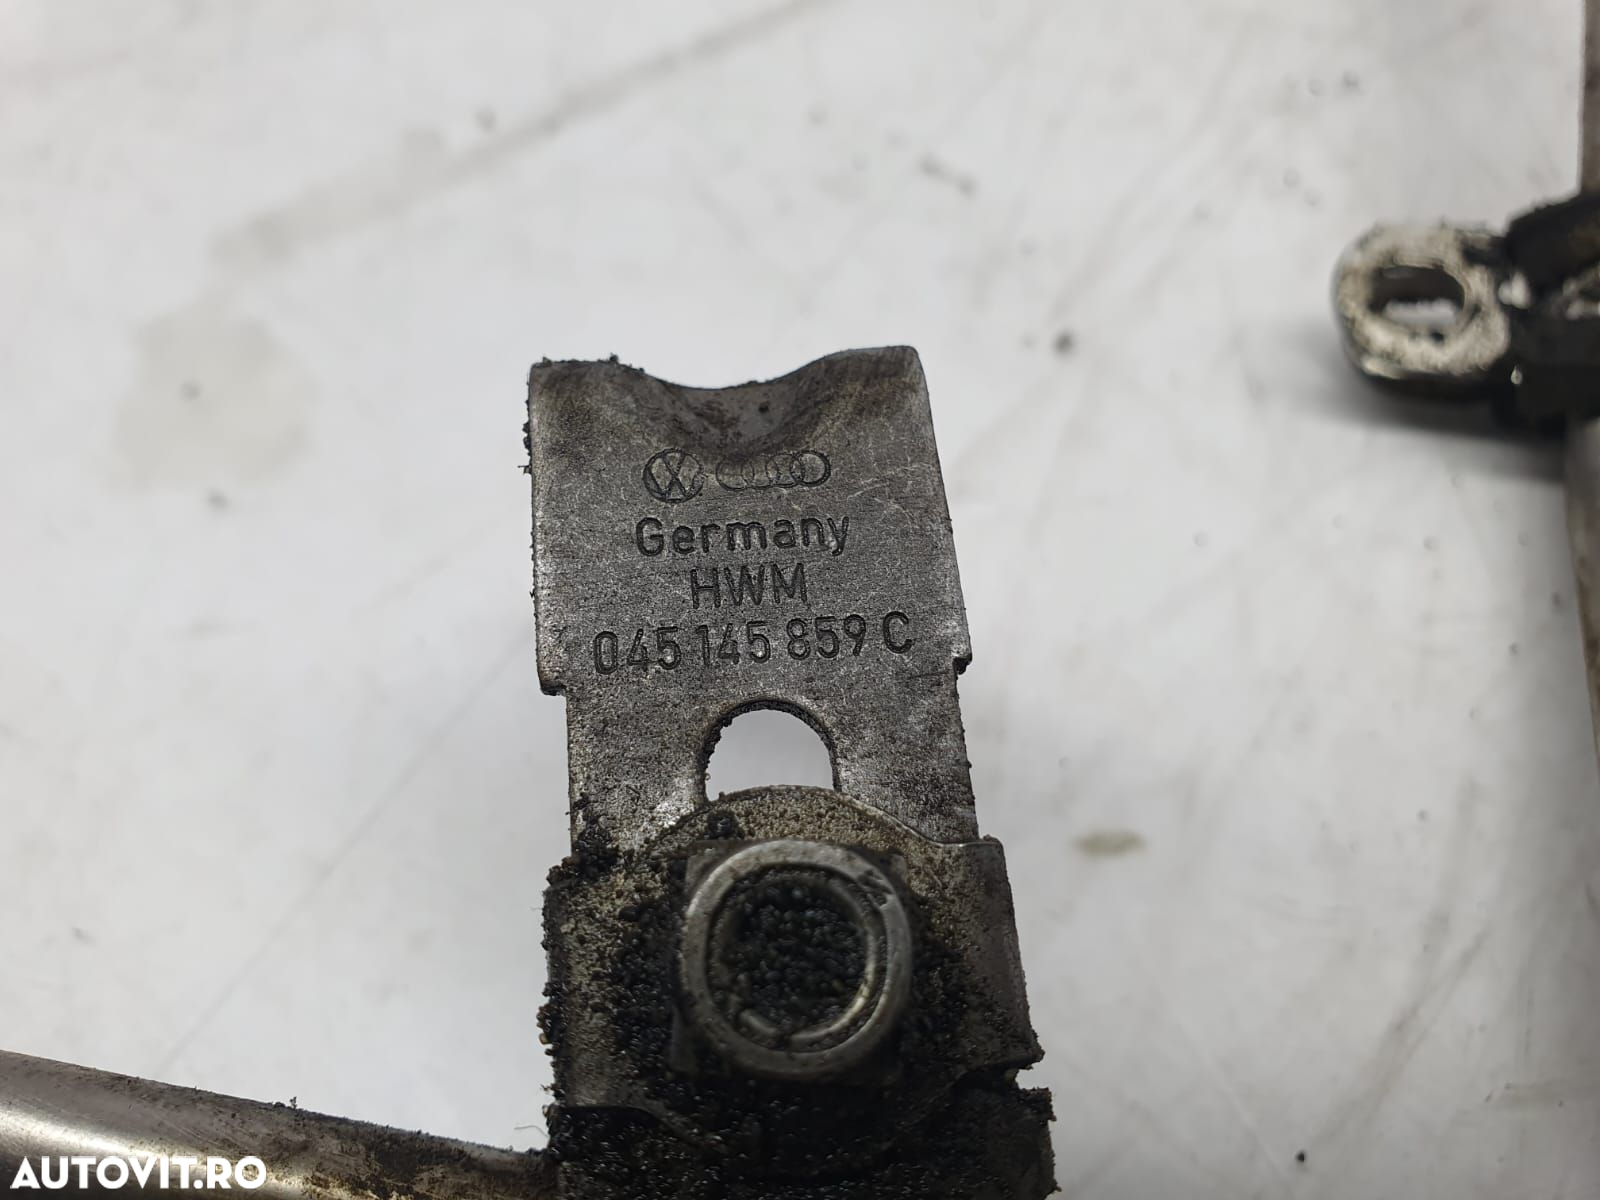 Germany
HWM
045 145 859 C
AUTOVIT.RO